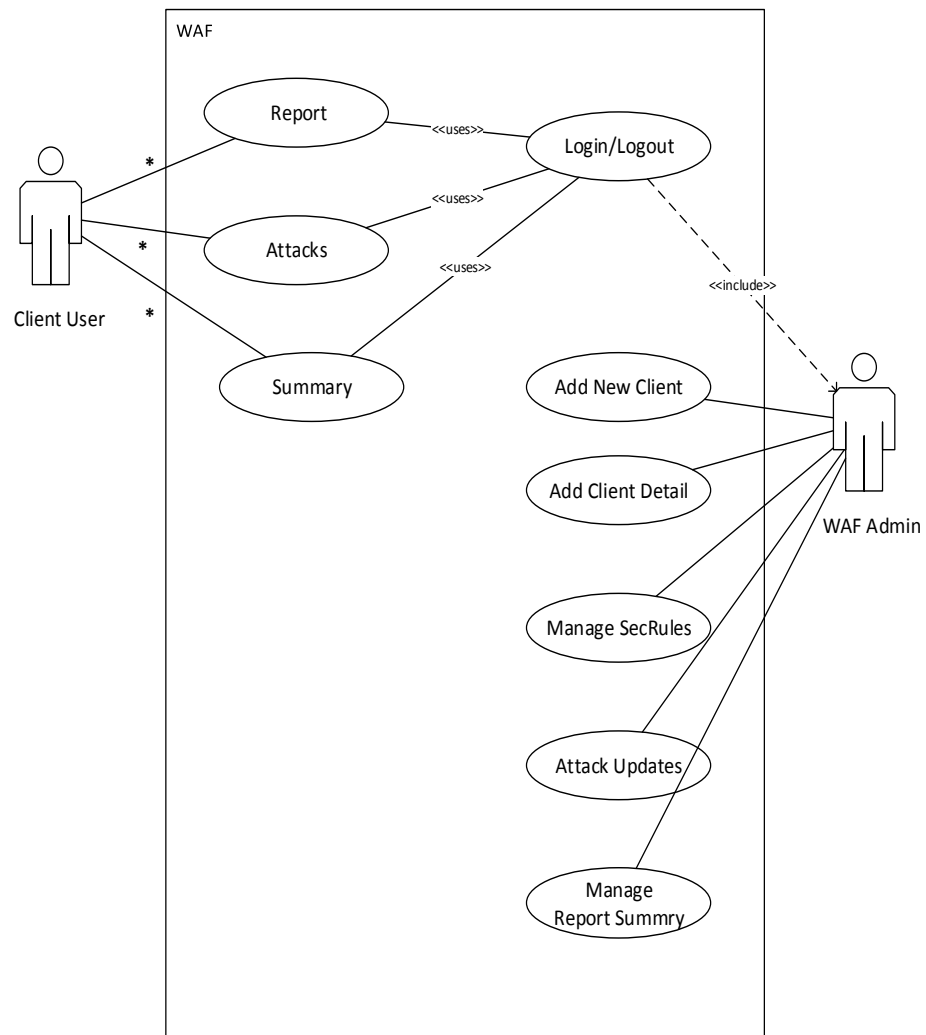 WAF
Report
<<uses>>
Login/Logout
*
<<uses>>
Attacks
*
<<uses>>
<<include>>
Client User
*
Summary
Add New Client
Add Client Detail
WAF Admin
Manage SecRules
Attack Updates
Manage
Report Summry